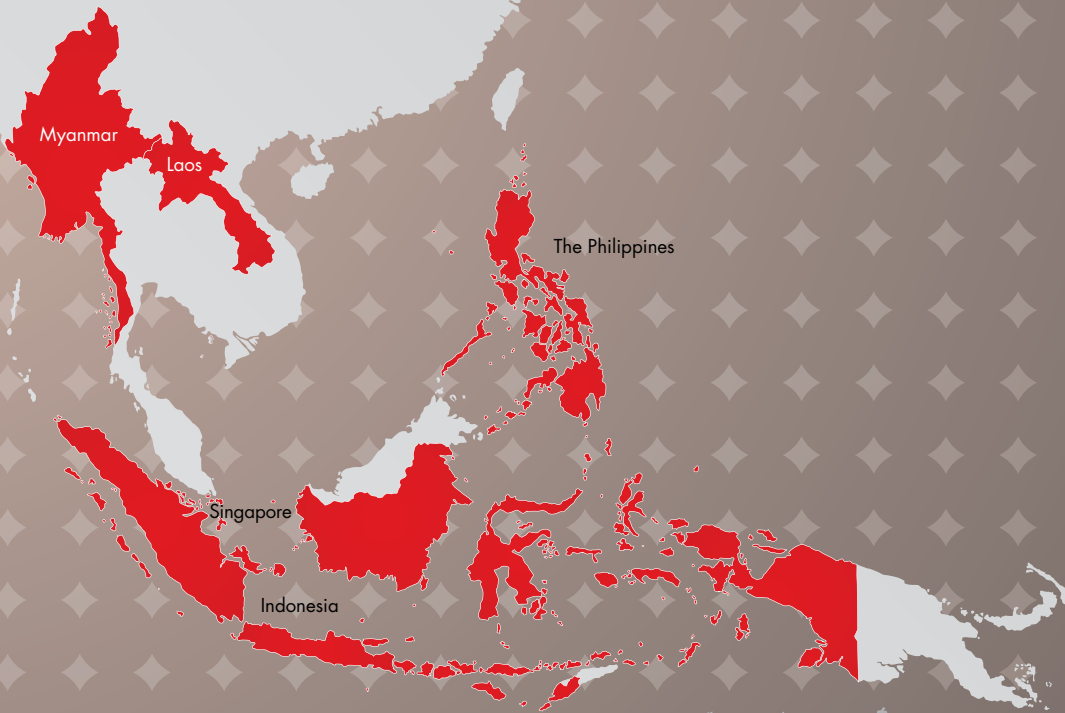 Myanmar
Laos
The Philippines
Singapore
Indonesia